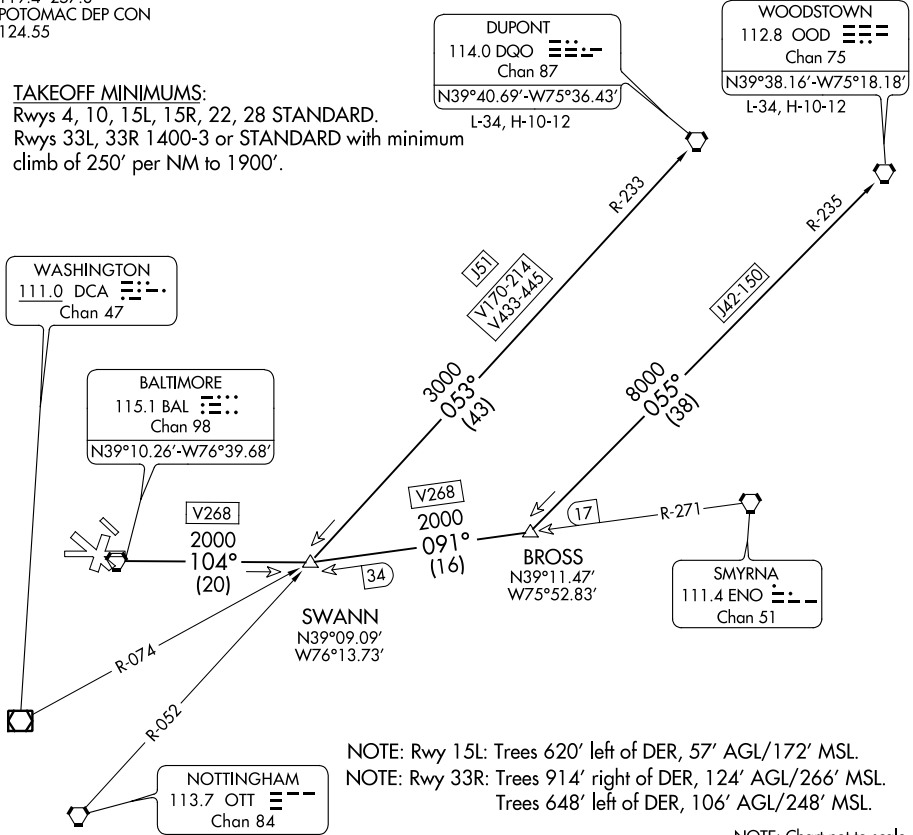 POTOMAC DEP CON
124.55
TAKEOFF MINIMUMS:
Rwys 4, 10, 15L, 15R, 22, 28 STANDARD.
Rwys 33L, 33R 1400-3 or STANDARD with minimum
climb of 250' per NM to 1900'.
DUPONT
114.0 DQO
Chan 87
N39°40.69'-W75°36.43'
L-34, H-10-12
WOODSTOWN
112.8 OOD
Chan 75
N39°38.16'-W75°18.18'
L-34, H-10-12
R-233
R-235
J51
V170-214
V433-445
J42-150
3000
053°
(43)
8000
055°
(38)
WASHINGTON
111.0 DCA
Chan 47
BALTIMORE
115.1 BAL
Chan 98
N39°10.26'-W76°39.68'
V268
2000
104°
(20)
V268
2000
091°
(16)
17
R-271
34
BROSS
N39°11.47'
W75°52.83'
SWANN
N39°09.09'
W76°13.73'
SMYRNA
111.4 ENO
Chan 51
R-074
R-052
NOTTINGHAM
113.7 OTT
Chan 84
NOTE: Rwy 15L: Trees 620' left of DER, 57' AGL/172' MSL.
NOTE: Rwy 33R: Trees 914' right of DER, 124' AGL/266' MSL.
Trees 648' left of DER, 106' AGL/248' MSL.